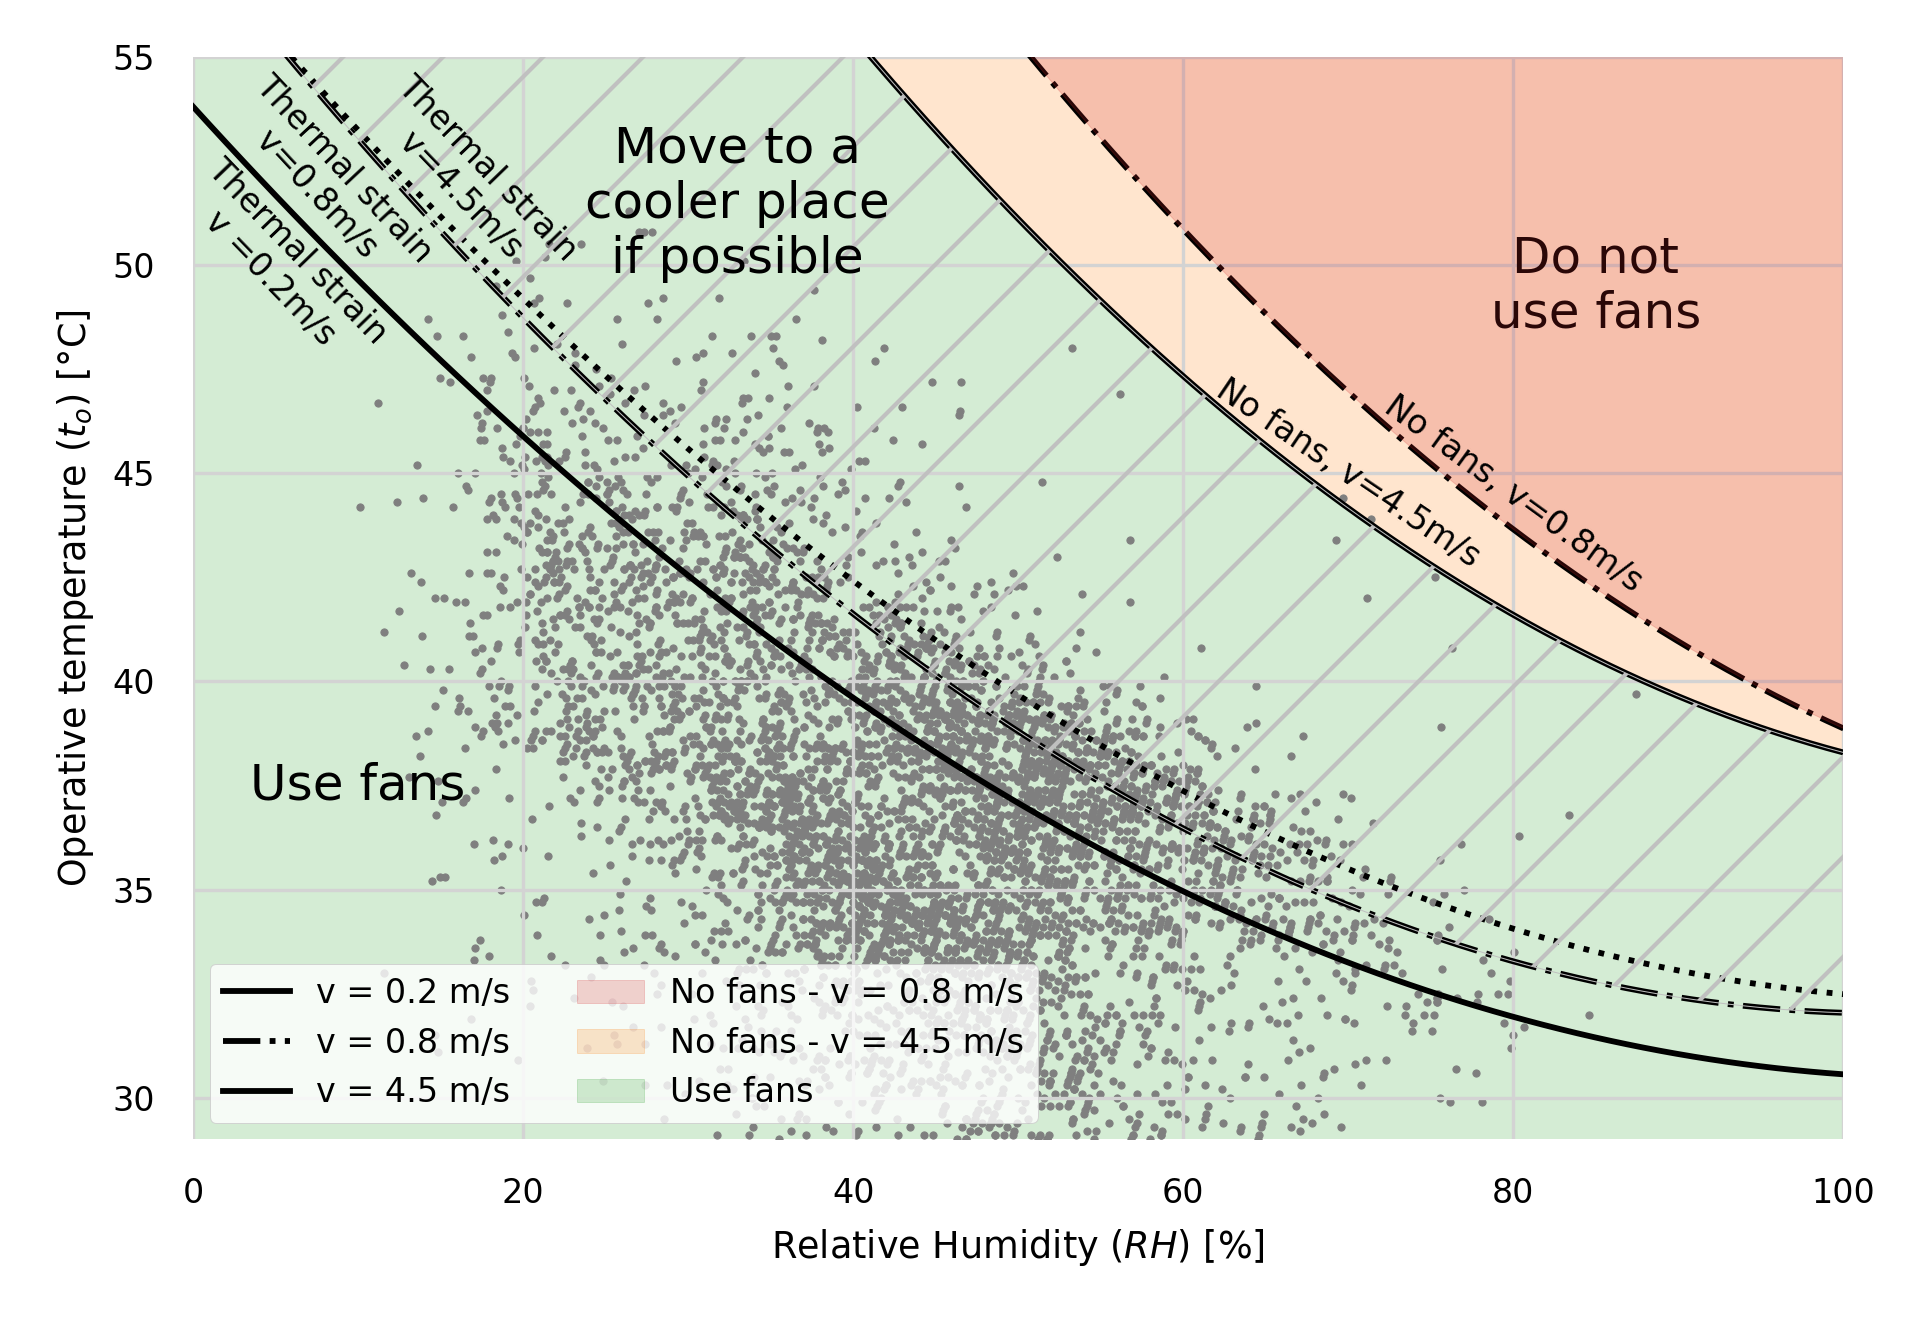 55
50
45
40
35
30
Operative temperature (to) [°C]
Thermal strain
v=0.8m/s
Thermal strain
v=4.5m/s
Thermal strain
v =0.2m/s
Move to a
cooler place
if possible
Do not
use fans
No fans, v=4.5m/s
No fans, v=0.8m/s
Use fans
v = 0.2 m/s
v = 0.8 m/s
v = 4.5 m/s
No fans - v = 0.8 m/s
No fans - v = 4.5 m/s
Use fans
0 20 40 60 80 100
Relative Humidity (RH) [%]